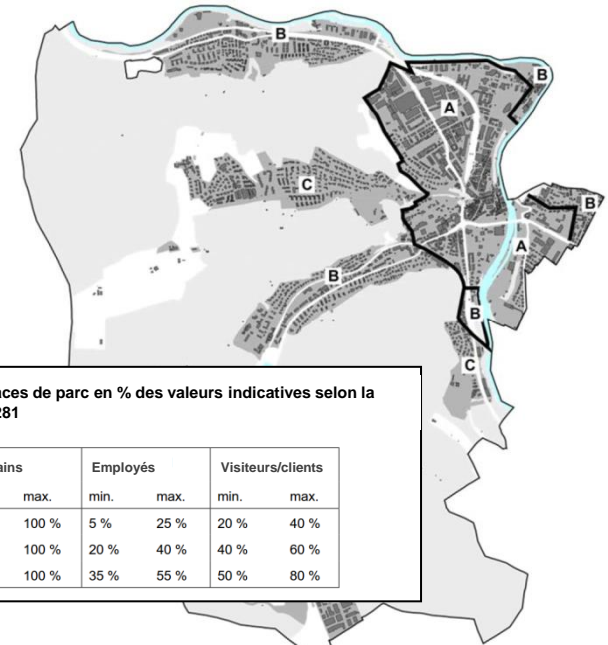 B
B
A
C
B
A
B
B
C
aces de parc en % des valeurs indicatives selon la
281
ains Employés Visiteurs/clients
max. min. max. min. max.
100 % 5 % 25 % 20 % 40 %
100 % 20 % 40 % 40 % 60 %
100 % 35 % 55 % 50 % 80 %